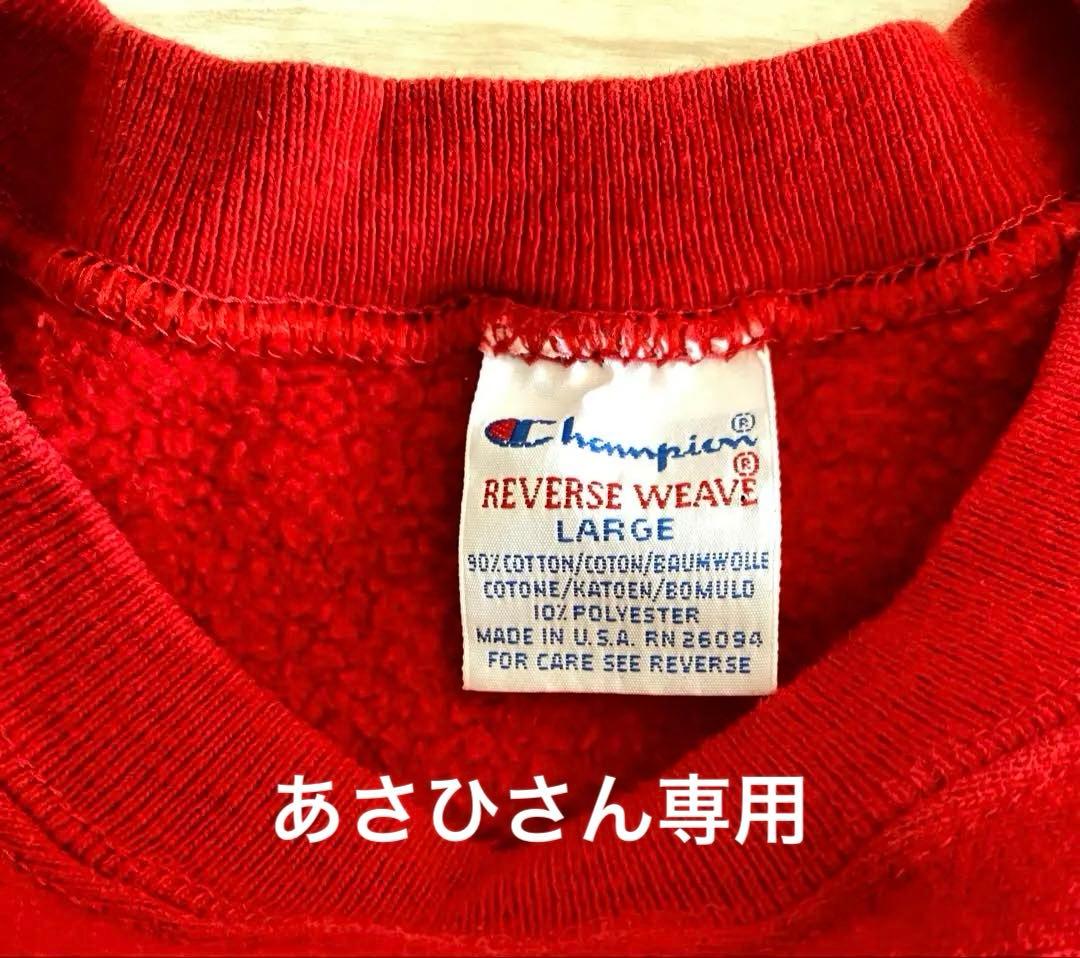 Champion®
REVERSE WEAVE®
LARGE
90% COTTON/COTON/BAUMWOLLE
COTONE/KATOEN/BOMULD
10% POLYESTER
MADE IN U.S.A. RN 26094
FOR CARE SEE REVERSE
あさひさん専用